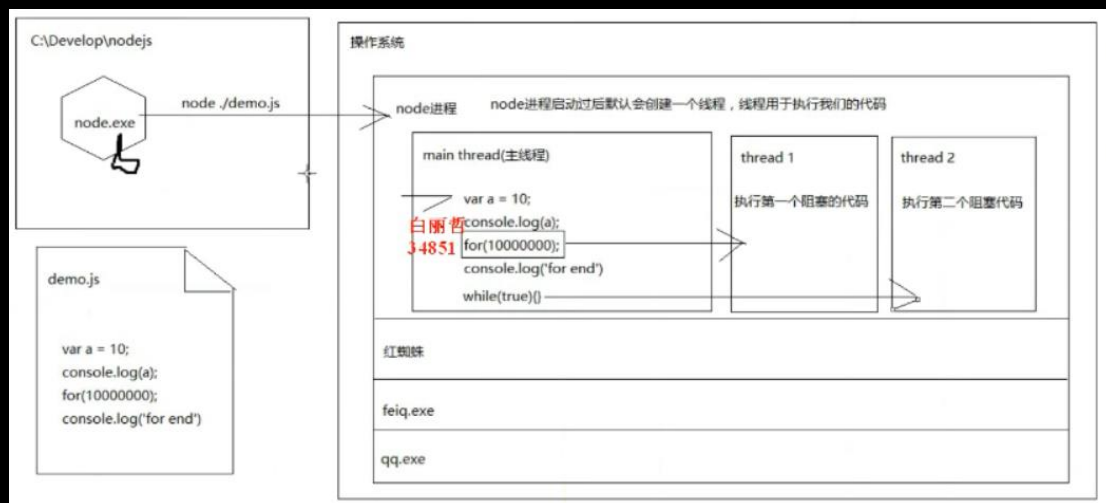 C:\Develop\nodejs
node.exe
node ./demo.js
demo.js
var a = 10;
console.log(a);
for(10000000);
console.log('for end')
操作系统
node进程
node进程启动过后默认会创建一个线程，线程用于执行我们的代码
main thread(主线程)
var a = 10;
console.log(a);
for(10000000);
console.log('for end')
while(true){}
白丽哲
34851
thread 1
执行第一个阻塞的代码
thread 2
执行第二个阻塞代码
红蜘蛛
feiq.exe
qq.exe